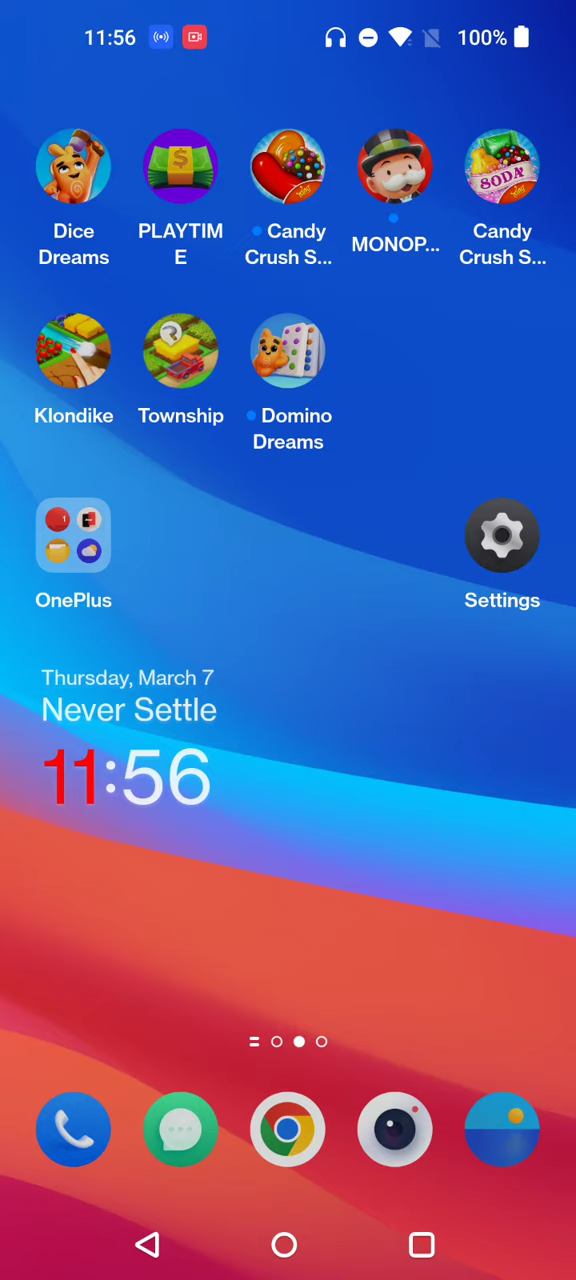 11:56 100%
Dice Dreams
PLAYTIM
E
Candy
Crush S...
MONOP...
Candy
Crush S...
SODA
Klondike
Township
Domino
Dreams
OnePlus
Settings
Thursday, March 7
Never Settle
11:56